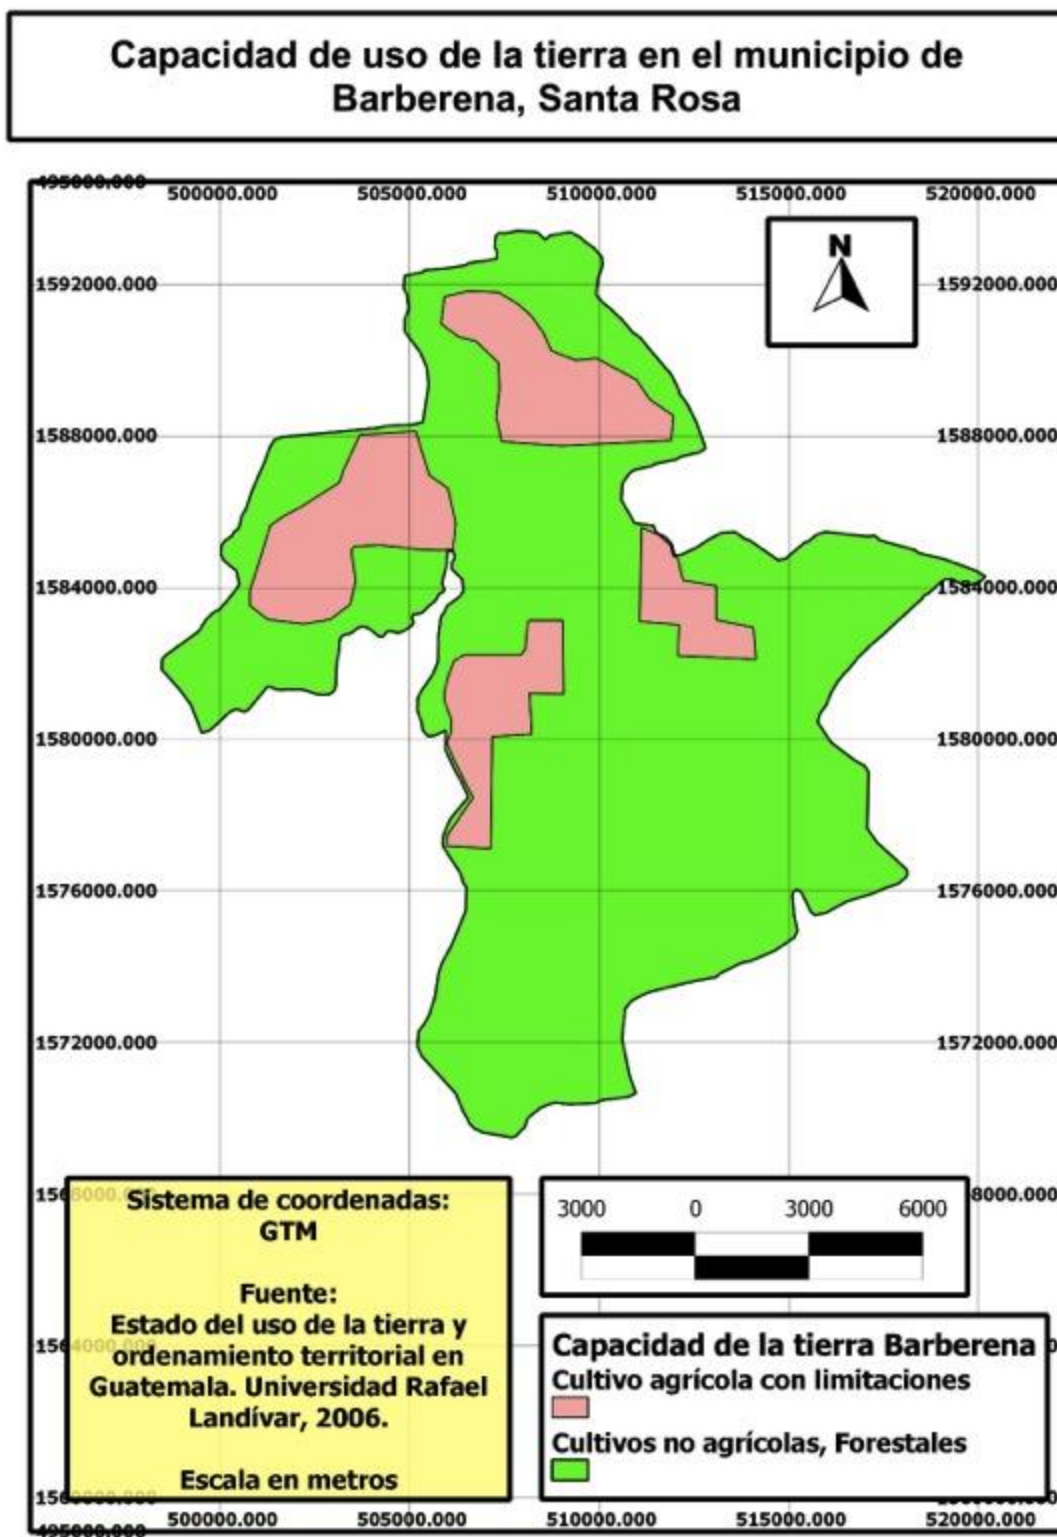 Capacidad de uso de la tierra en el municipio de
Barberena, Santa Rosa
495000.000
500000.000 505000.000 510000.000 515000.000 520000.000
N
1592000.000 1592000.000
1588000.000 1588000.000
1584000.000 1584000.000
1580000.000 1580000.000
1576000.000 1576000.000
1572000.000 1572000.000
Sistema de coordenadas:
GTM
Fuente:
Estado del uso de la tierra y
ordenamiento territorial en
Guatemala. Universidad Rafael
Landívar, 2006.
Escala en metros
3000 0 3000 6000
Capacidad de la tierra Barberena
Cultivo agrícola con limitaciones
Cultivos no agrícolas, Forestales
500000.000 505000.000 510000.000 515000.000 520000.000